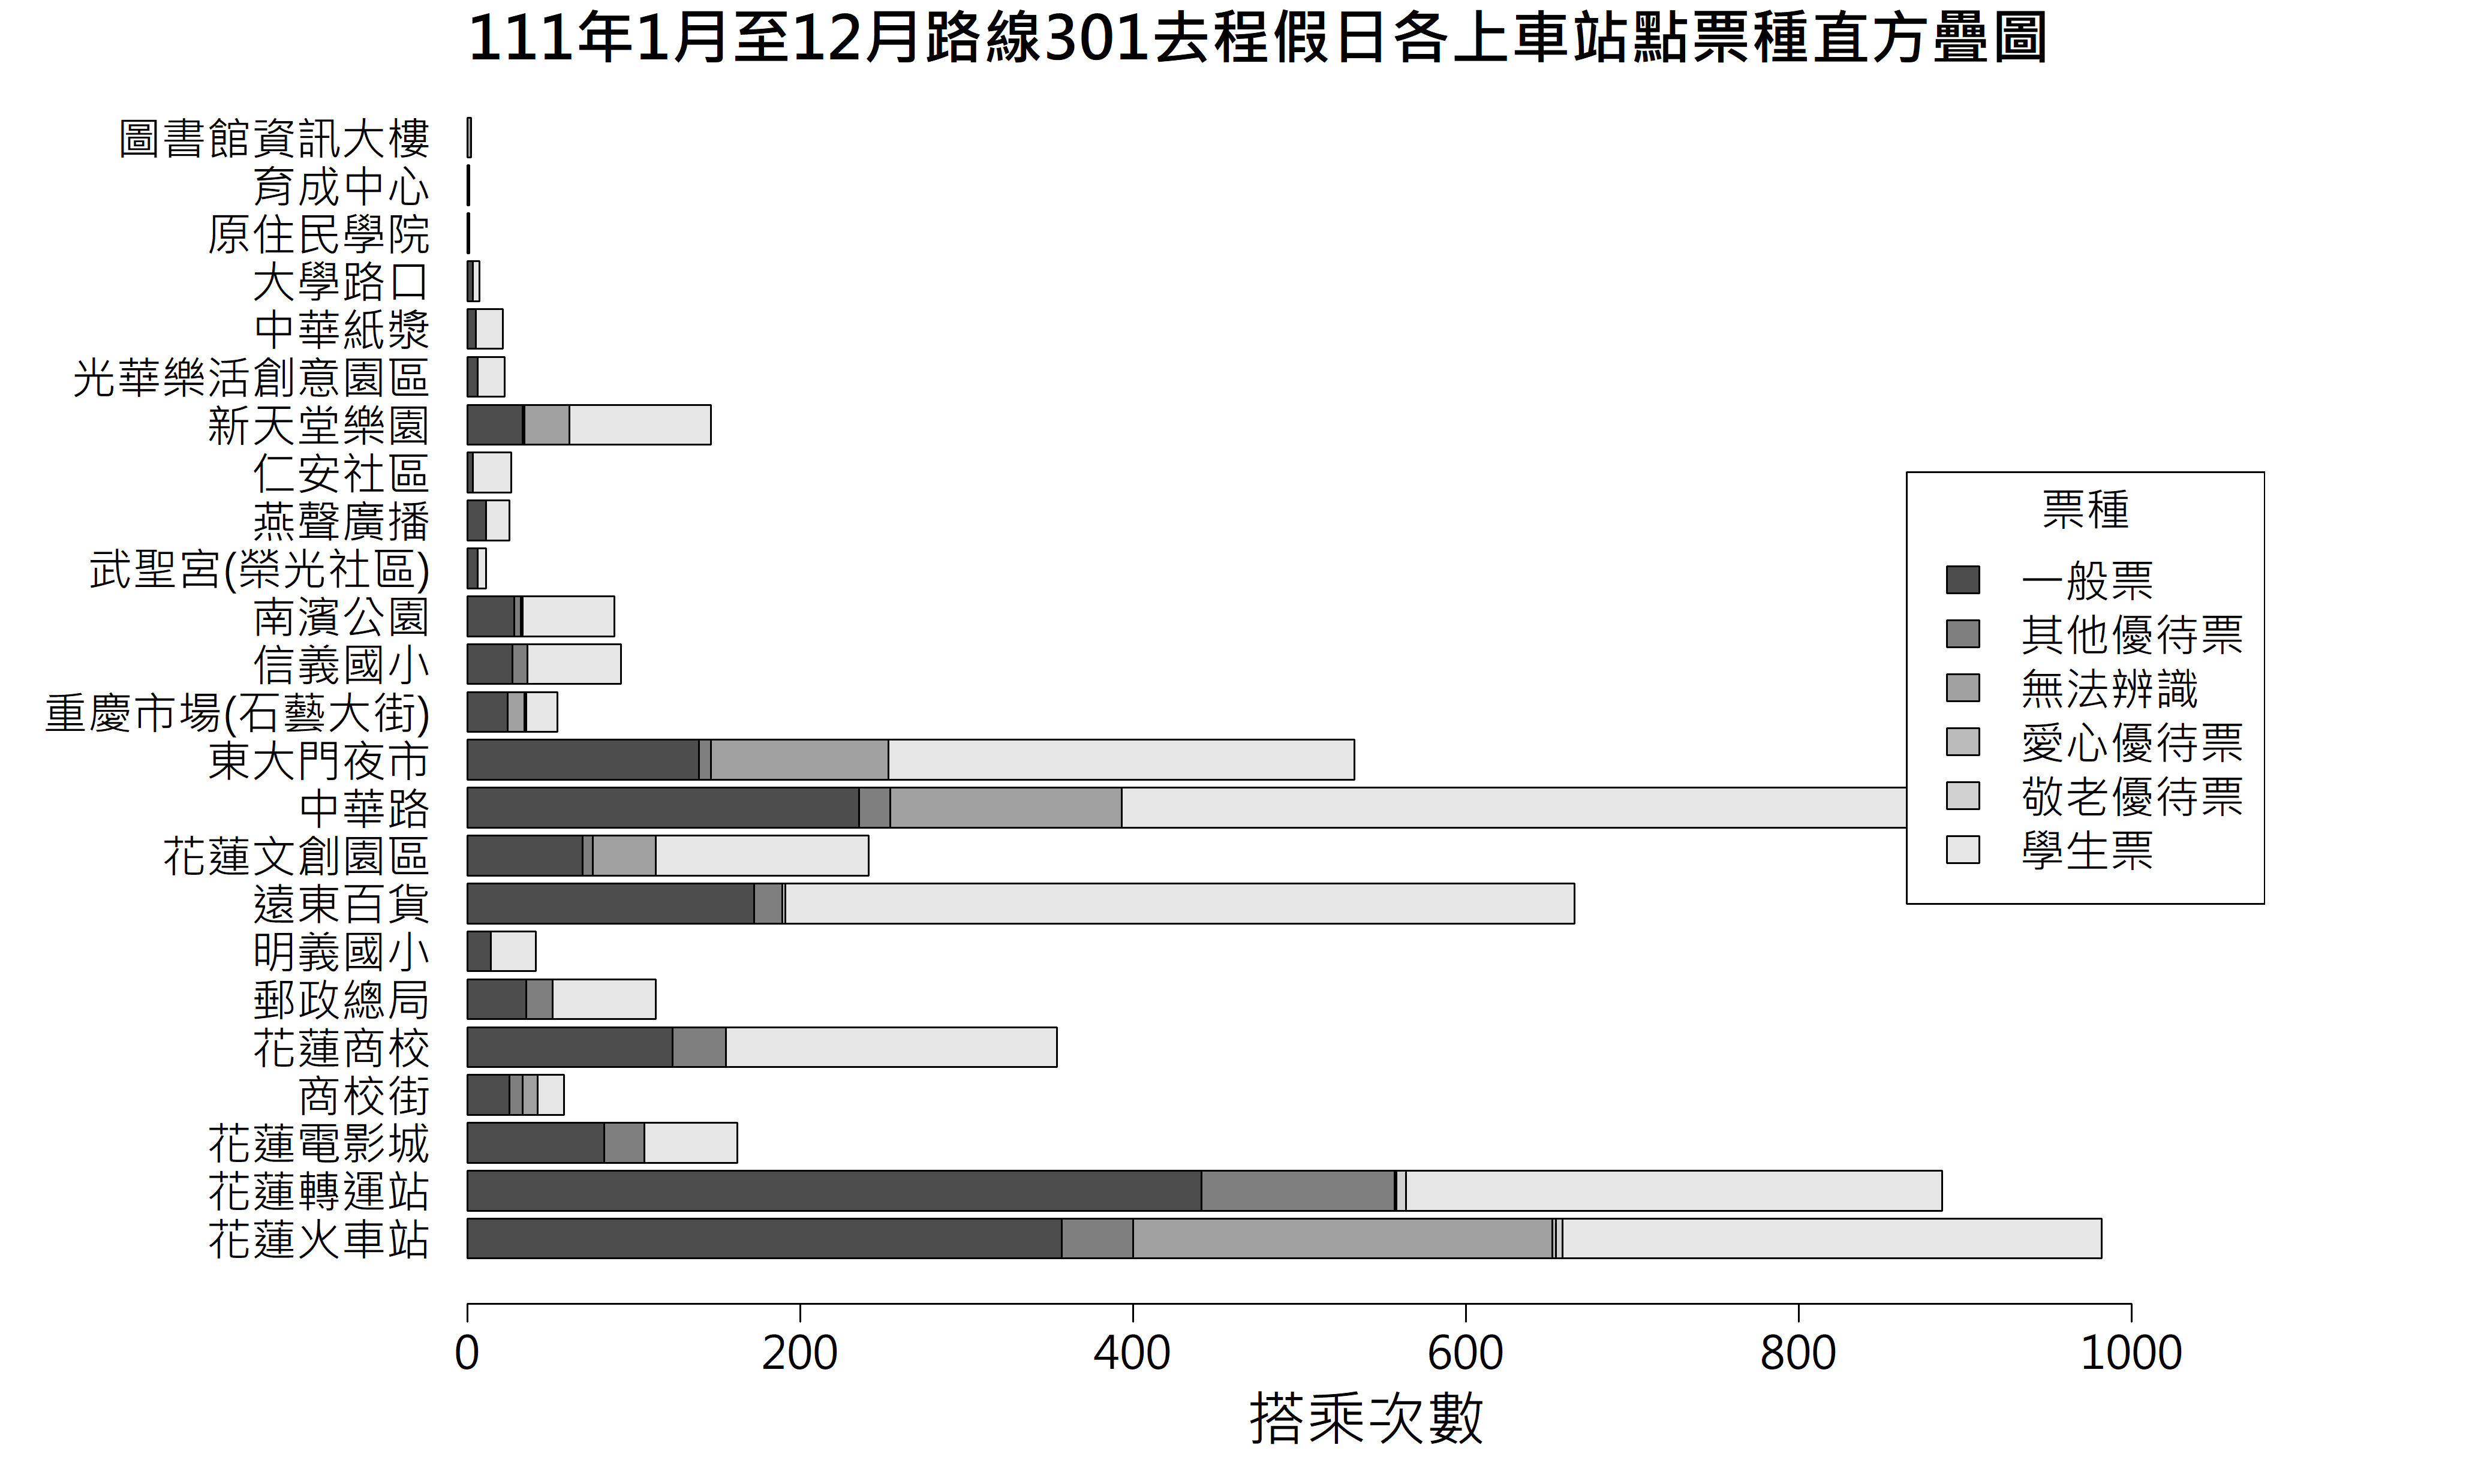 111年1月至12月路線301去程假日各上車站點票種直方疊圖
圖書館資訊大樓
育成中心
原住民學院
大學路口
中華紙漿
光華樂活創意園區
新天堂樂園
仁安社區
燕聲廣播
武聖宮(榮光社區)
南濱公園
信義國小
重慶市場(石藝大街)
東大門夜市
中華路
花蓮文創園區
遠東百貨
明義國小
郵政總局
花蓮商校
商校街
花蓮電影城
花蓮轉運站
花蓮火車站
票種
一般票
其他優待票
無法辨識
愛心優待票
敬老優待票
學生票
0 200 400 600 800 1000
搭乘次數